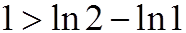 1 > ln 2 − ln 1